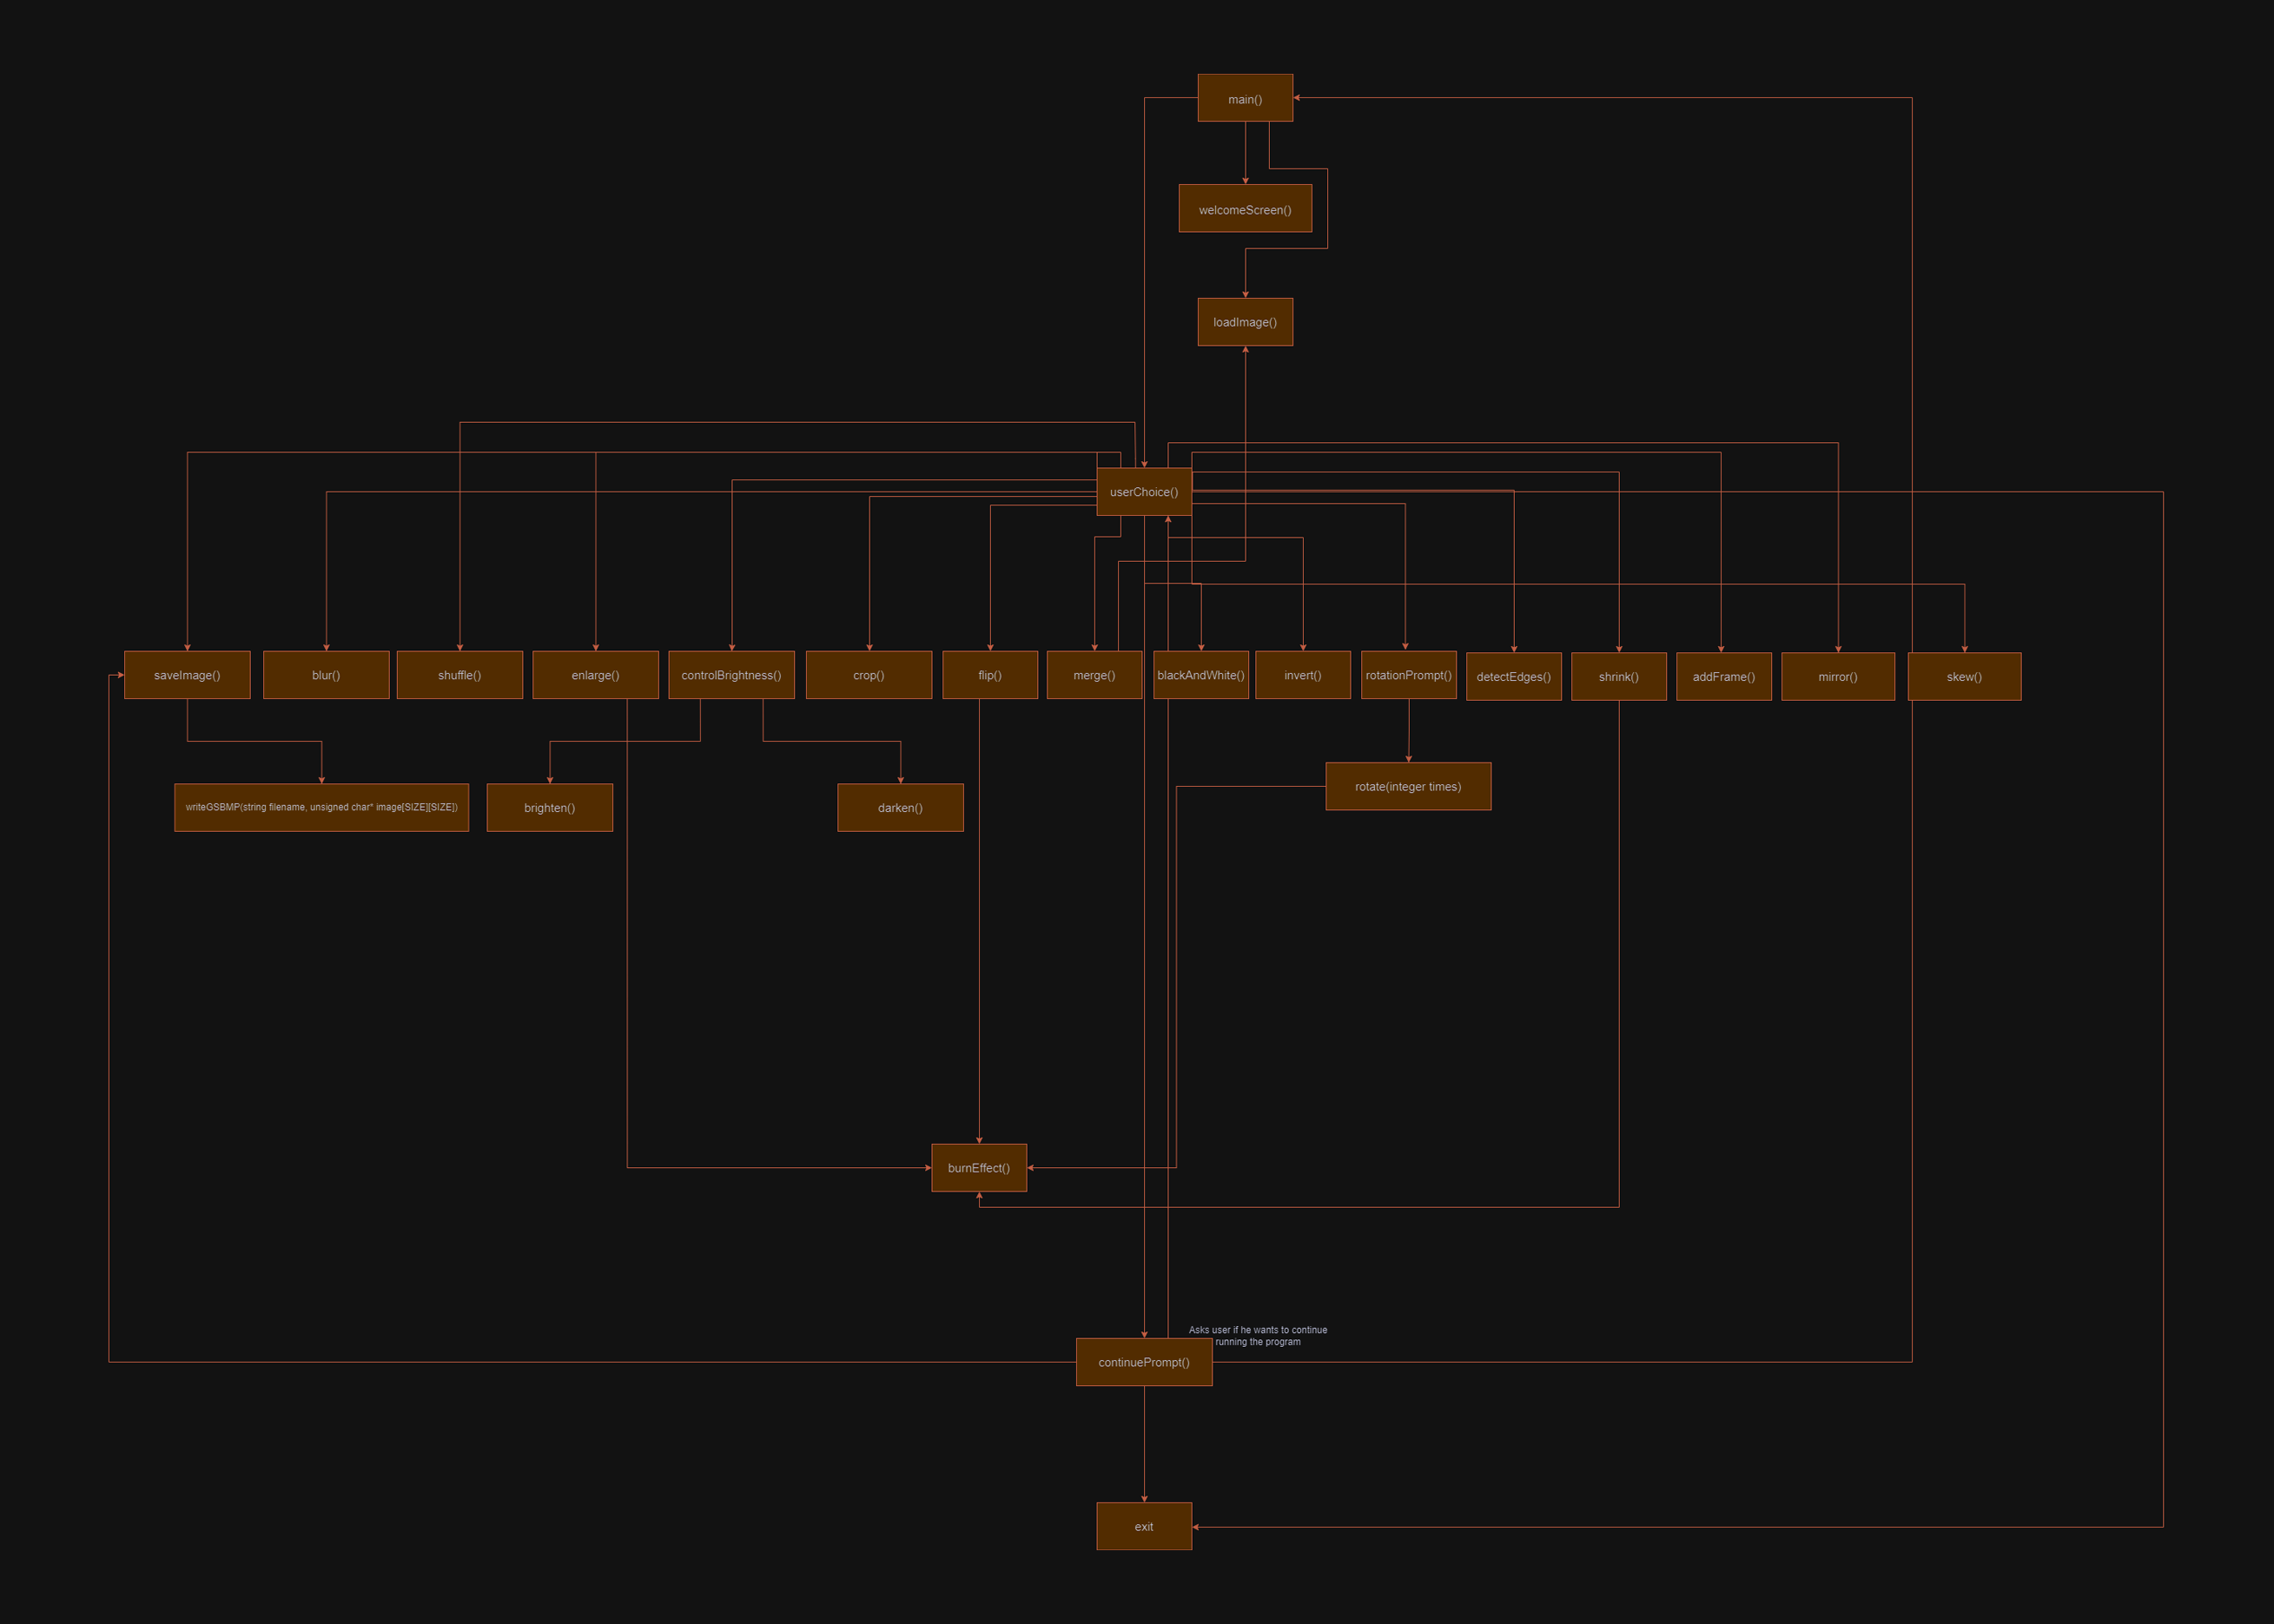 main()
welcomeScreen()
loadImage()
userChoice()
saveImage()
blur()
shuffle()
enlarge()
controlBrightness()
crop()
flip()
merge()
blackAndWhite()
invert()
rotationPrompt()
detectEdges()
shrink()
addFrame()
mirror()
skew()
writeGSBMP(string filename, unsigned char* image[SIZE][SIZE])
brighten()
darken()
rotate(integer times)
burnEffect()
Asks user if he wants to continue
running the program
continuePrompt()
exit